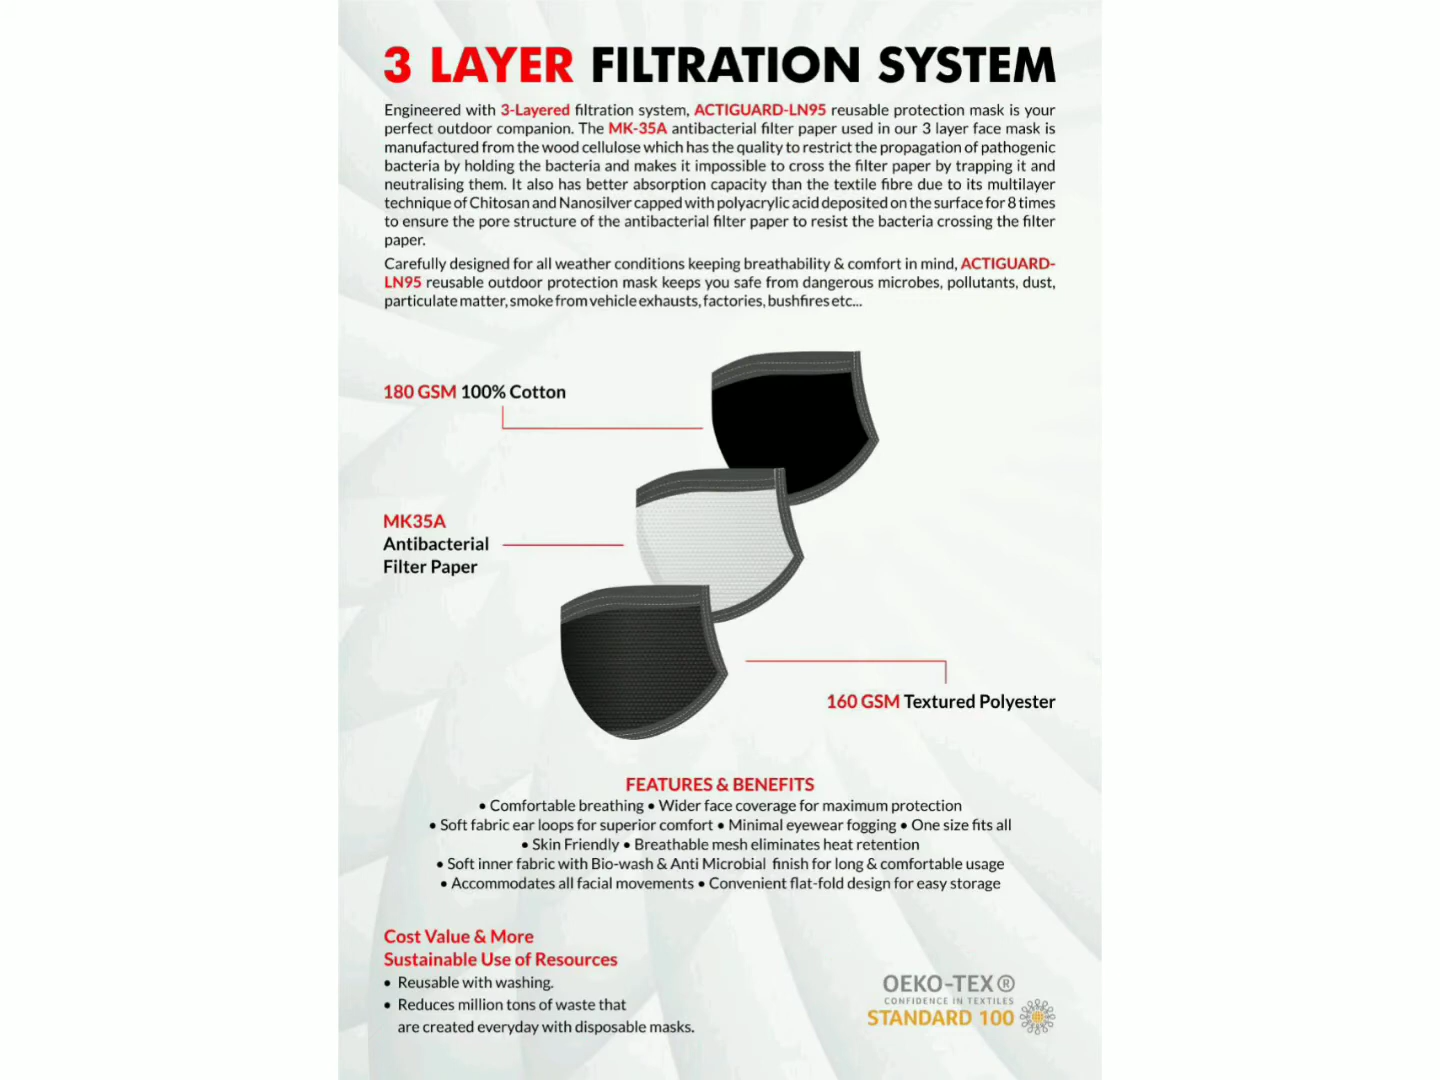 3 LAYER FILTRATION SYSTEM
Engineered with 3-Layered filtration system, ACTIGUARD-LN95 reusable protection mask is your
perfect outdoor companion. The MK-35A antibacterial filter paper used in our 3 layer face mask is
manufactured from the wood cellulose which has the quality to restrict the propagation of pathogenic
bacteria by holding the bacteria and makes it impossible to cross the filter paper by trapping it and
neutralising them. It also has better absorption capacity than the textile fibre due to its multilayer
technique of Chitosan and Nanosilver capped with polyacrylic acid deposited on the surface for 8 times
to ensure the pore structure of the antibacterial filter paper to resist the bacteria crossing the filter
paper.
Carefully designed for all weather conditions keeping breathability & comfort in mind, ACTIGUARD-
LN95 reusable outdoor protection mask keeps you safe from dangerous microbes, pollutants, dust,
particulate matter, smoke from vehicle exhausts, factories, bushfires etc...
180 GSM 100% Cotton
MK35A
Antibacterial
Filter Paper
160 GSM Textured Polyester
FEATURES & BENEFITS
• Comfortable breathing • Wider face coverage for maximum protection
• Soft fabric ear loops for superior comfort • Minimal eyewear fogging • One size fits all
• Skin Friendly • Breathable mesh eliminates heat retention
• Soft inner fabric with Bio-wash & Anti Microbial finish for long & comfortable usage
• Accommodates all facial movements • Convenient flat-fold design for easy storage
Cost Value & More
Sustainable Use of Resources
• Reusable with washing.
• Reduces million tons of waste that
are created everyday with disposable masks.
OEKO-TEX®
CONFIDENCE IN TEXTILES
STANDARD 100